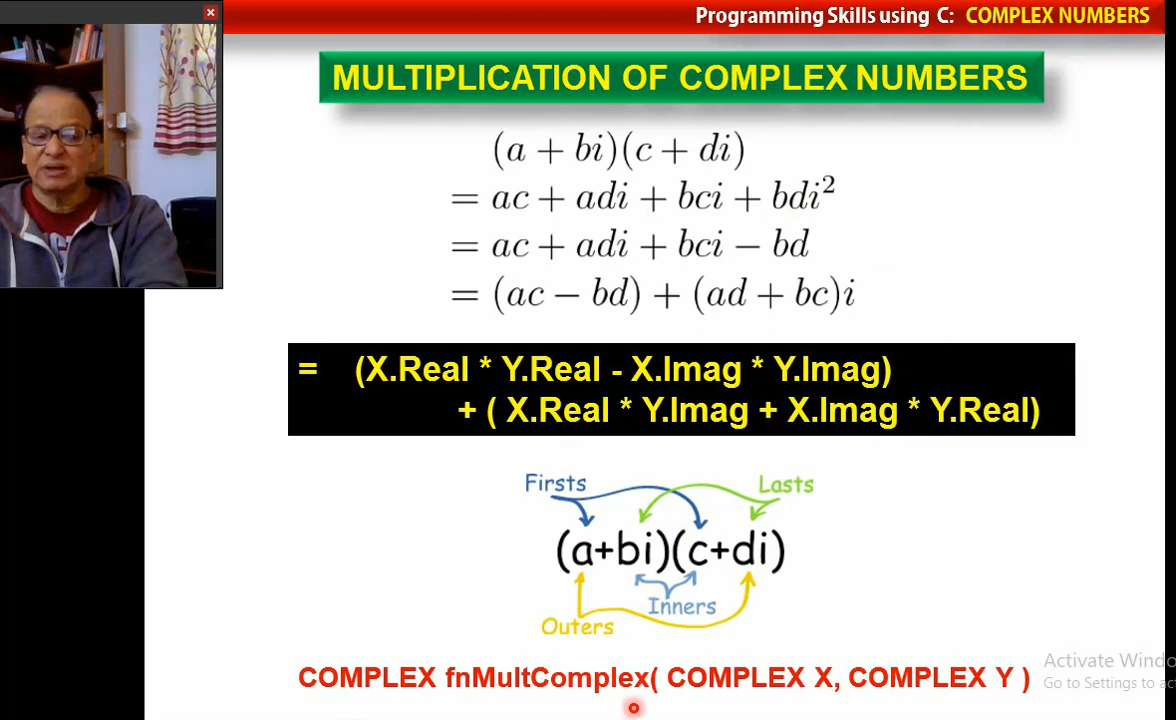 Programming Skills using C: COMPLEX NUMBERS
MULTIPLICATION OF COMPLEX NUMBERS
(a + bi)(c + di)
= ac + adi + bci + bdi²
= ac + adi + bci − bd
= (ac − bd) + (ad + bc)i
= (X.Real * Y.Real - X.Imag * Y.Imag)
+ ( X.Real * Y.Imag + X.Imag * Y.Real)
Firsts Lasts
(a+bi)(c+di)
Inners
Outers
COMPLEX fnMultComplex( COMPLEX X, COMPLEX Y )
Activate Windo
Go to Settings to ac